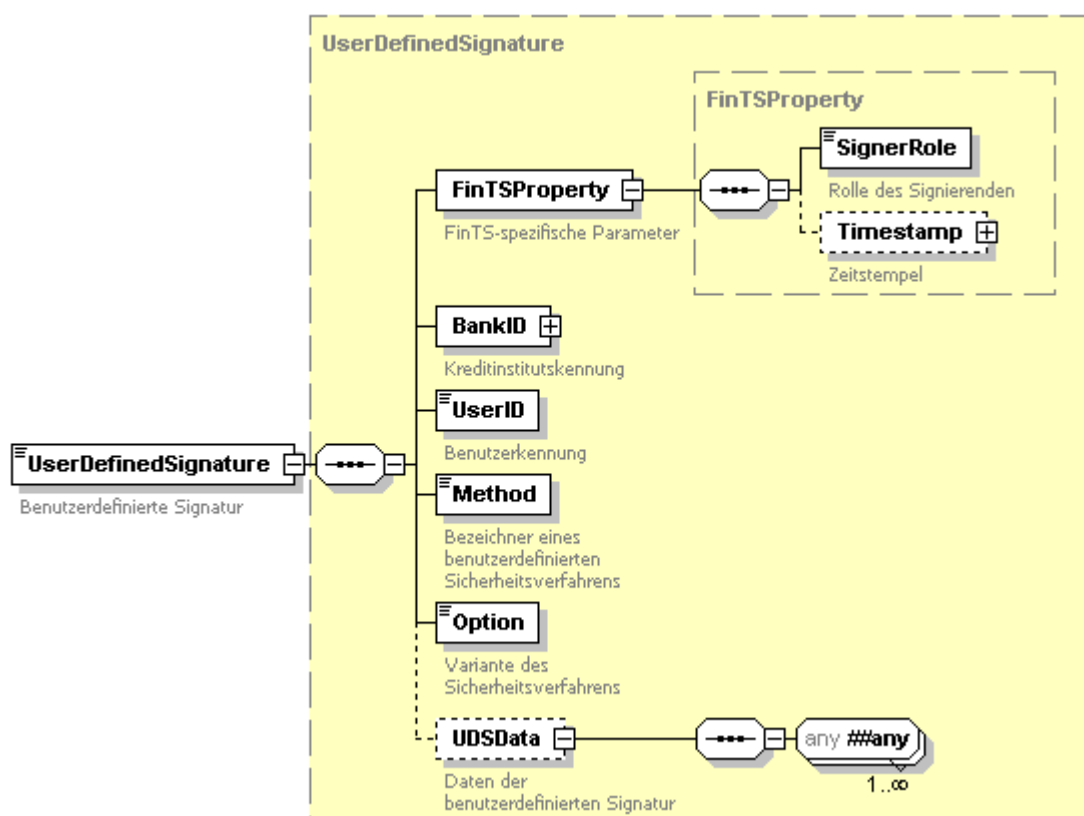 UserDefinedSignature
FinTSProperty
SignerRole
Rolle des Signierenden
Timestamp
Zeitstempel
FinTSProperty
FinTS-spezifische Parameter
BankID
Kreditinstitutskennung
UserID
Benutzerkennung
UserDefinedSignature
Benutzerdefinierte Signatur
Method
Bezeichner eines
benutzerdefinierten
Sicherheitsverfahrens
Option
Variante des
Sicherheitsverfahrens
UDSData
Daten der
benutzerdefinierten Signatur
any ##any
1..∞